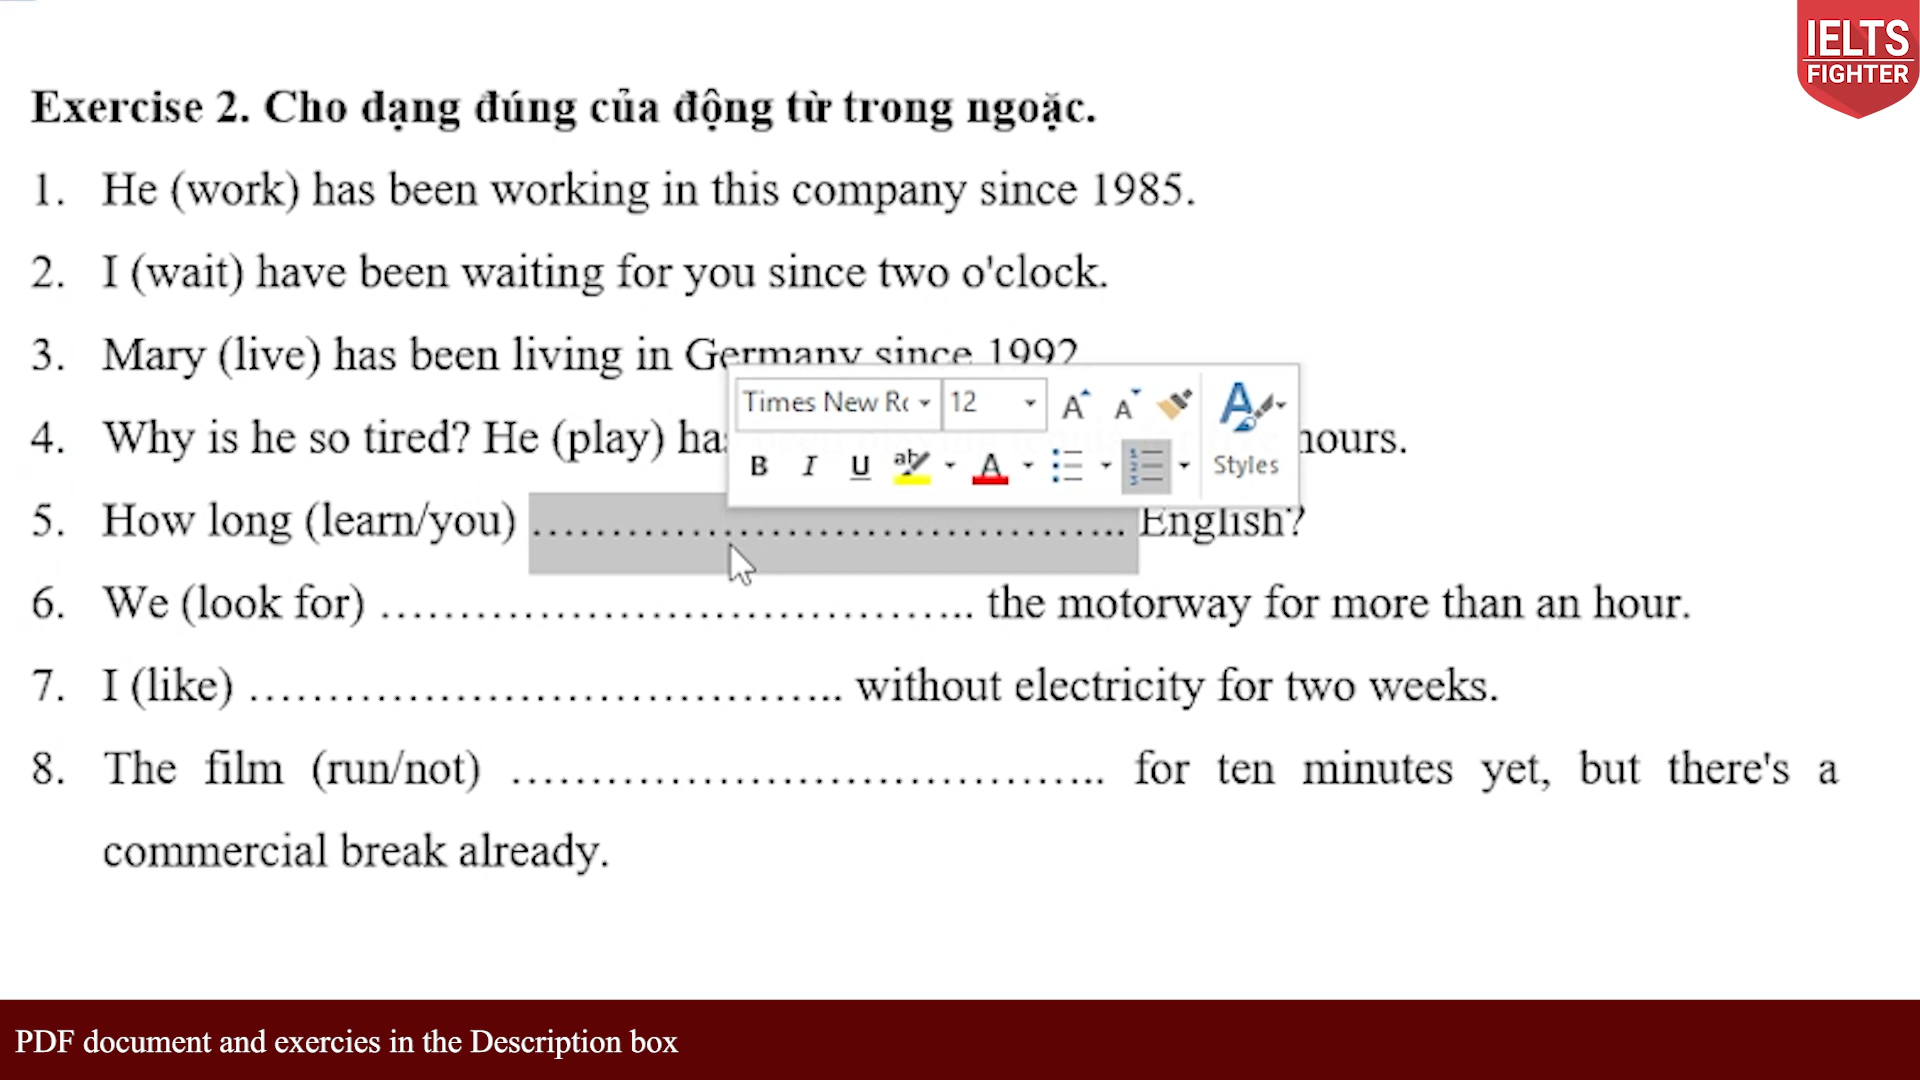 IELTS
FIGHTER
Exercise 2. Cho dạng đúng của động từ trong ngoặc.
1. He (work) has been working in this company since 1985.
2. I (wait) have been waiting for you since two o'clock.
3. Mary (live) has been living in Germany since 1992
Times New Ro 12
4. Why is he so tired? He (play) has hours.
B I U ab A Styles
5. How long (learn/you) ………………………………….. English?
6. We (look for) ………………………………….. the motorway for more than an hour.
7. I (like) ………………………………….. without electricity for two weeks.
8. The film (run/not) ………………………………….. for ten minutes yet, but there's a
commercial break already.
PDF document and exercies in the Description box